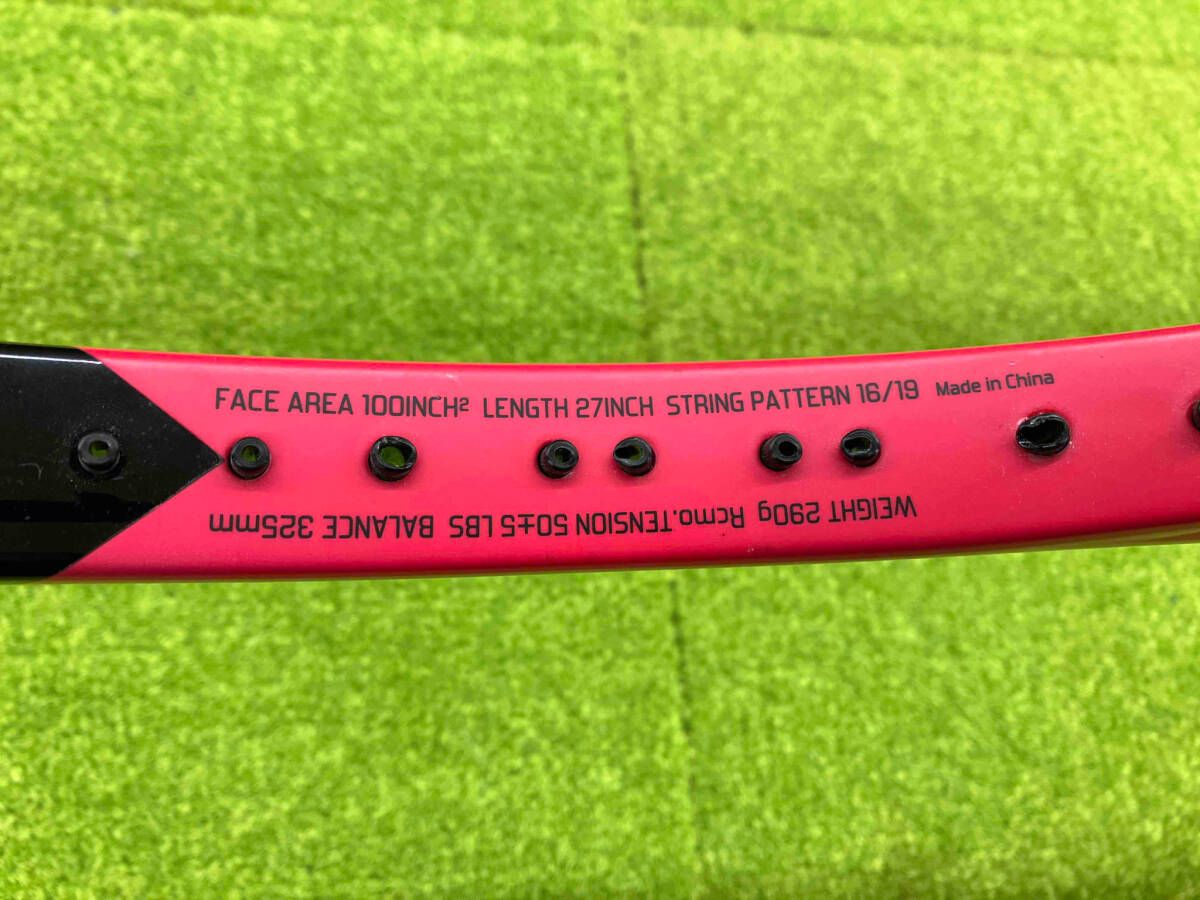 FACE AREA 100INCH² LENGTH 27INCH STRING PATTERN 16/19 Made in China
WEIGHT 290g Rcmo.TENSION 50±5 LBS BALANCE 325mm